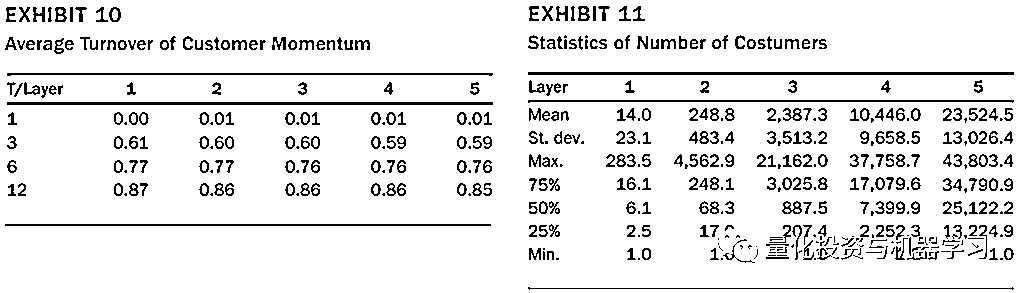 EXHIBIT 10
Average Turnover of Customer Momentum
T/Layer 1 2 3 4 5
1 0.00 0.01 0.01 0.01 0.01
3 0.61 0.60 0.60 0.59 0.59
6 0.77 0.77 0.76 0.76 0.76
12 0.87 0.86 0.86 0.86 0.85
EXHIBIT 11
Statistics of Number of Costumers
Layer 1 2 3 4 5
Mean 14.0 248.8 2,387.3 10,446.0 23,524.5
St. dev. 23.1 483.4 3,513.2 9,658.5 13,026.4
Max. 283.5 4,562.9 21,162.0 37,758.7 43,803.4
75% 16.1 248.1 3,025.8 17,079.6 34,790.9
50% 6.1 68.3 887.5 7,399.9 25,122.2
25% 2.5 207.4 2,252.3 13,224.9
Min. 1.0 1.0
量化投资与机器学习